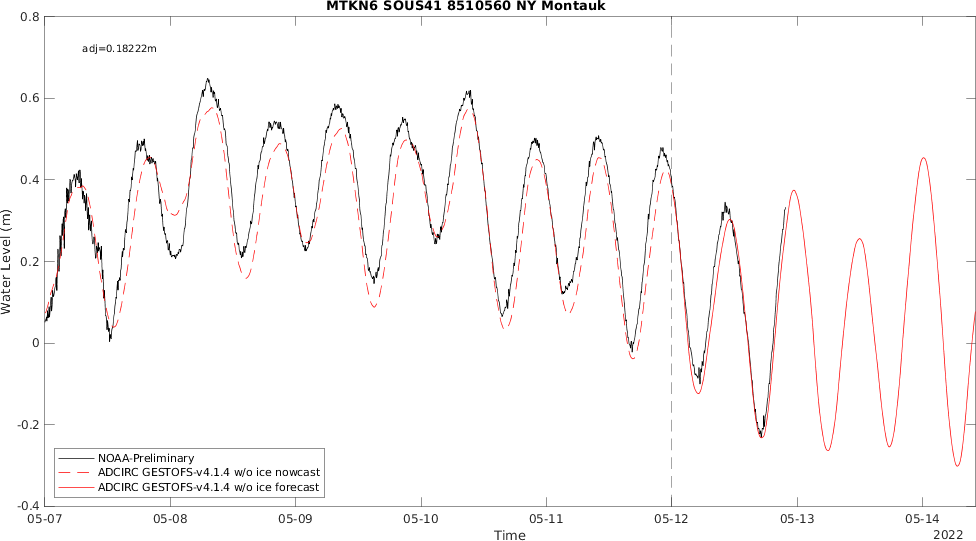 MTKN6 SOUS41 8510560 NY Montauk
adj=0.18222m
0.8
0.6
0.4
0.2
0
-0.2
-0.4
Water Level (m)
NOAA-Preliminary
ADCIRC GESTOFS-v4.1.4 w/o ice nowcast
ADCIRC GESTOFS-v4.1.4 w/o ice forecast
05-07 05-08 05-09 05-10 05-11 05-12 05-13 05-14
Time
2022